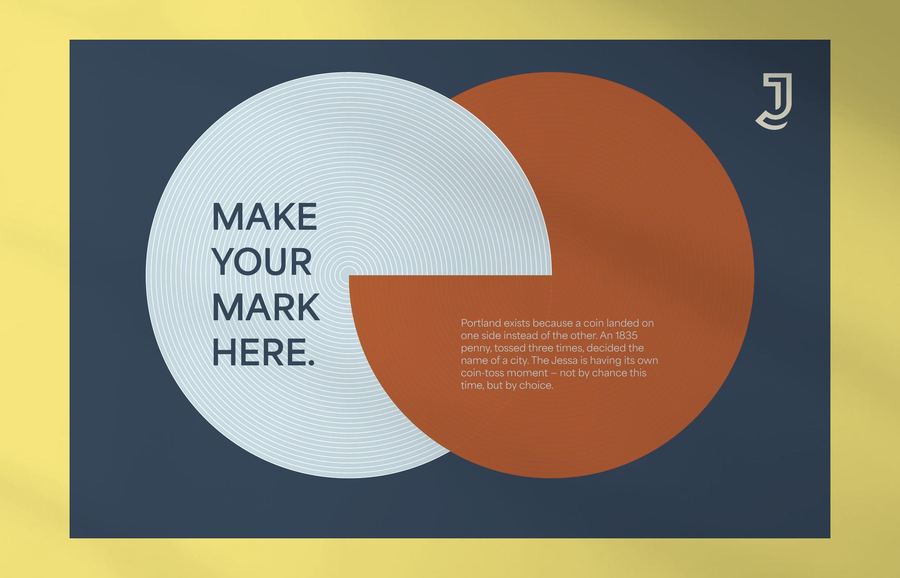 MAKE
YOUR
MARK
HERE.
Portland exists because a coin landed on
one side instead of the other. An 1835
penny, tossed three times, decided the
name of a city. The Jessa is having its own
coin-toss moment – not by chance this
time, but by choice.
J